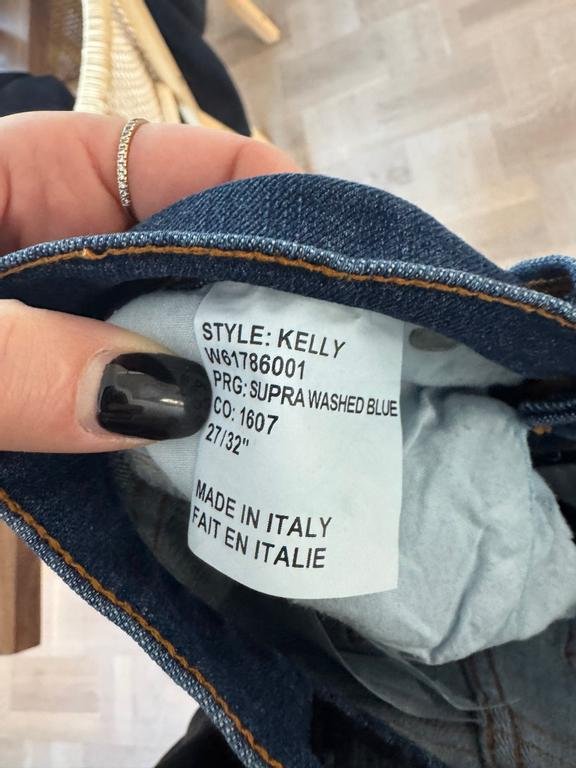 STYLE: KELLY
W61786001
PRG: SUPRA WASHED BLUE
CO: 1607
27/32"
MADE IN ITALY
FAIT EN ITALIE